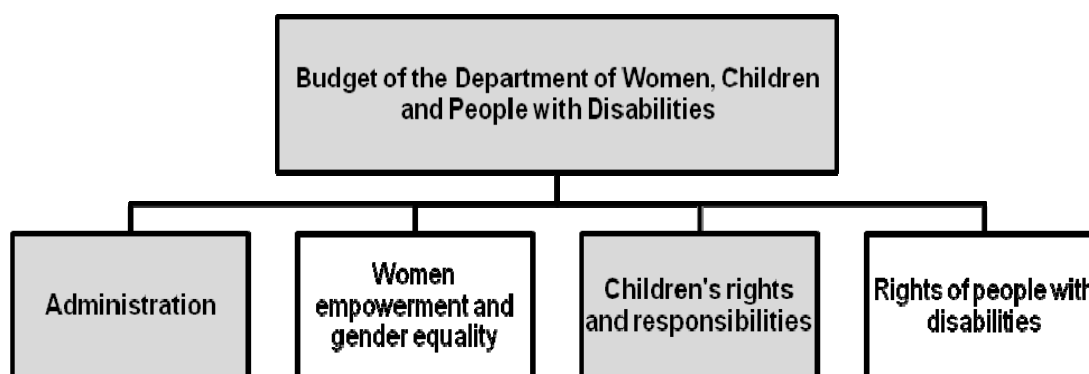 Budget of the Department of Women, Children
and People with Disabilities
Administration
Women
empowerment and
gender equality
Children's rights
and responsibilities
Rights of people with
disabilities